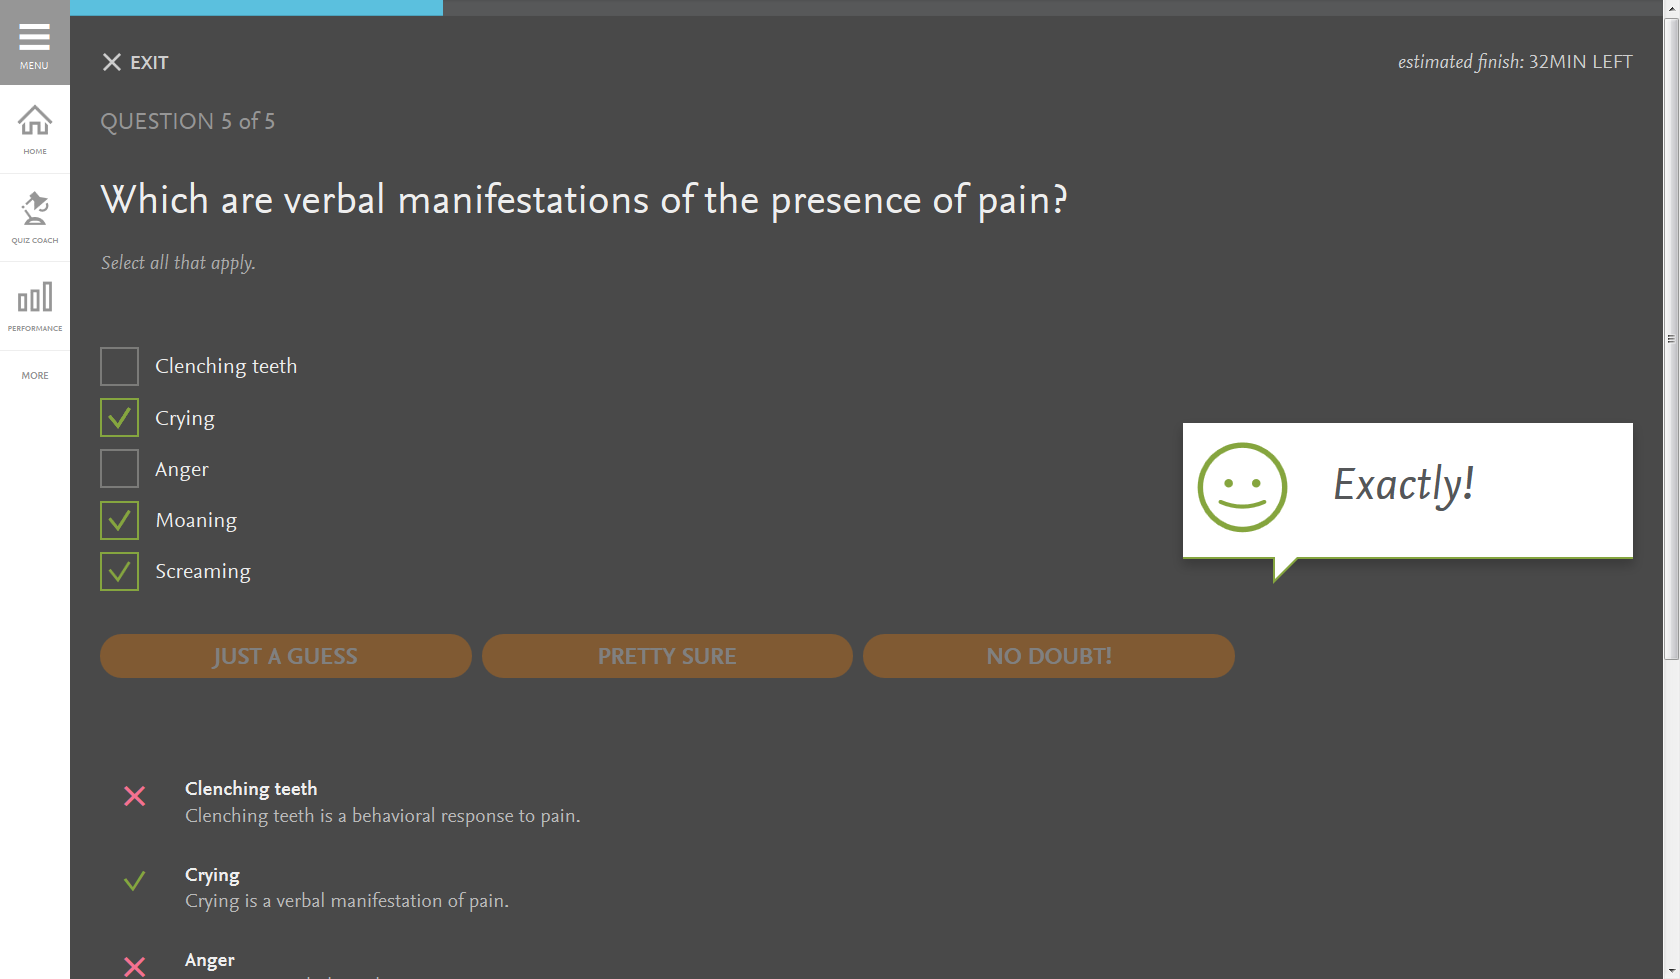 MENU
HOME
QUIZ COACH
PERFORMANCE
MORE
EXIT
estimated finish: 32MIN LEFT
QUESTION 5 of 5
Which are verbal manifestations of the presence of pain?
Select all that apply.
Clenching teeth
Crying
Anger
Moaning
Screaming
Exactly!
JUST A GUESS
PRETTY SURE
NO DOUBT!
Clenching teeth
Clenching teeth is a behavioral response to pain.
Crying
Crying is a verbal manifestation of pain.
Anger